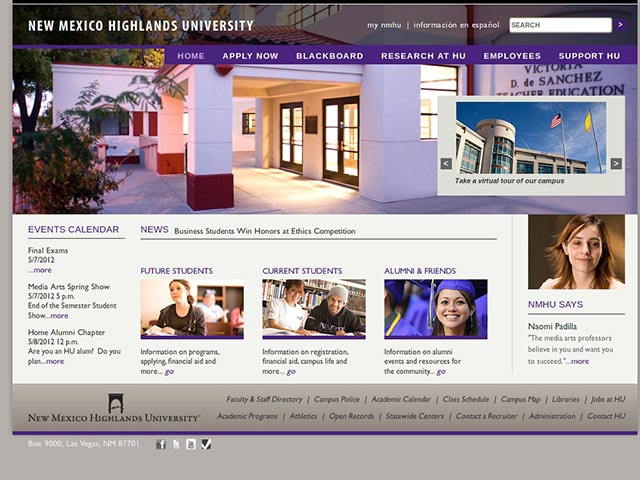 NEW MEXICO HIGHLANDS UNIVERSITY
my nmhu | información en español
SEARCH
>
HOME APPLY NOW BLACKBOARD RESEARCH AT HU EMPLOYEES SUPPORT HU
VICTORIA
D. de SANCHEZ
TEACHER EDUCATION
<
>
Take a virtual tour of our campus
EVENTS CALENDAR
Final Exams
5/7/2012
...more
Media Arts Spring Show
5/7/2012 5 p.m.
End of the Semester Student
Show...more
Home Alumni Chapter
5/8/2012 12 p.m.
Are you an HU alum? Do you
plan...more
NEWS Business Students Win Honors at Ethics Competition
FUTURE STUDENTS
Information on programs,
applying, financial aid and
more... go
CURRENT STUDENTS
Information on registration,
financial aid, campus life and
more... go
ALUMNI & FRIENDS
Information on alumni
events and resources for
the community... go
NMHU SAYS
Naomi Padilla
"The media arts professors
believe in you and want you
to succeed."...more
NEW MEXICO HIGHLANDS UNIVERSITY
Faculty & Staff Directory | Campus Police | Academic Calendar | Class Schedule | Campus Map | Libraries | Jobs at HU
Academic Programs | Athletics | Open Records | Statewide Centers | Contact a Recruiter | Administration | Contact HU
Box 9000, Las Vegas, NM 87701